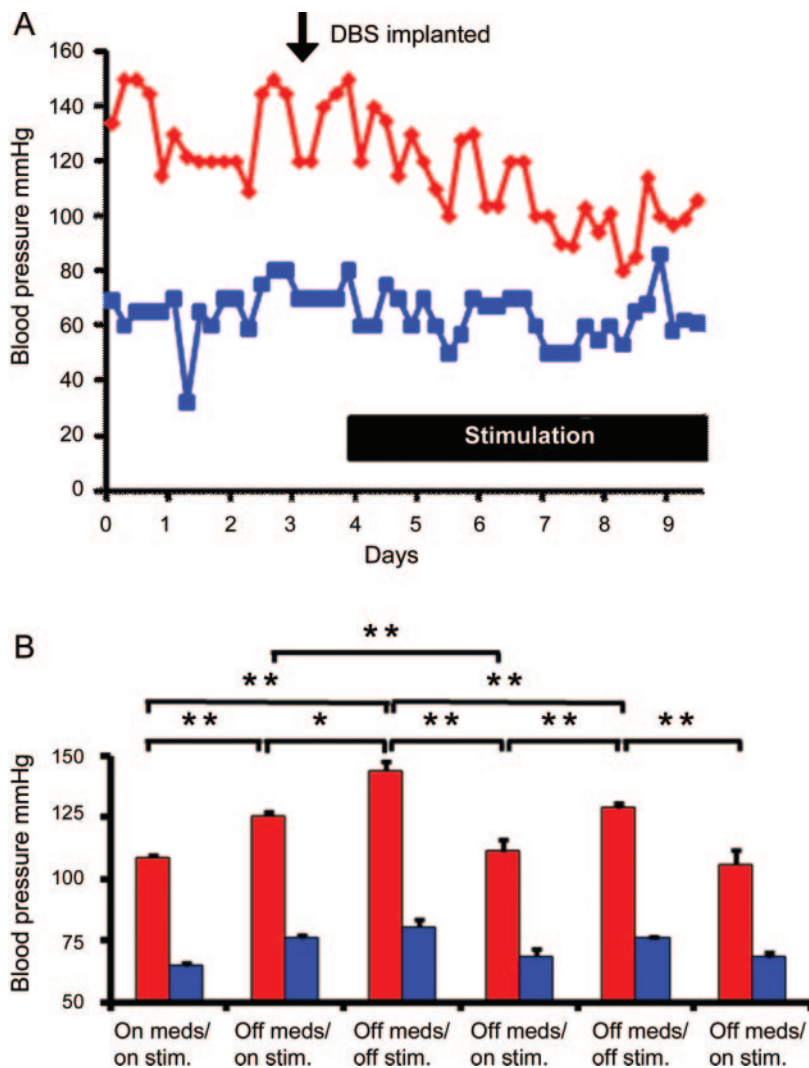 A
DBS implanted
Blood pressure mmHg
160
140
120
100
80
60
40
20
0
Stimulation
0 1 2 3 4 5 6 7 8 9
Days
B
**
** **
** * ** ** **
Blood pressure mmHg
150
125
100
75
50
On meds/ Off meds/ Off meds/ Off meds/ Off meds/ Off meds/
on stim. on stim. off stim. on stim. off stim. on stim.